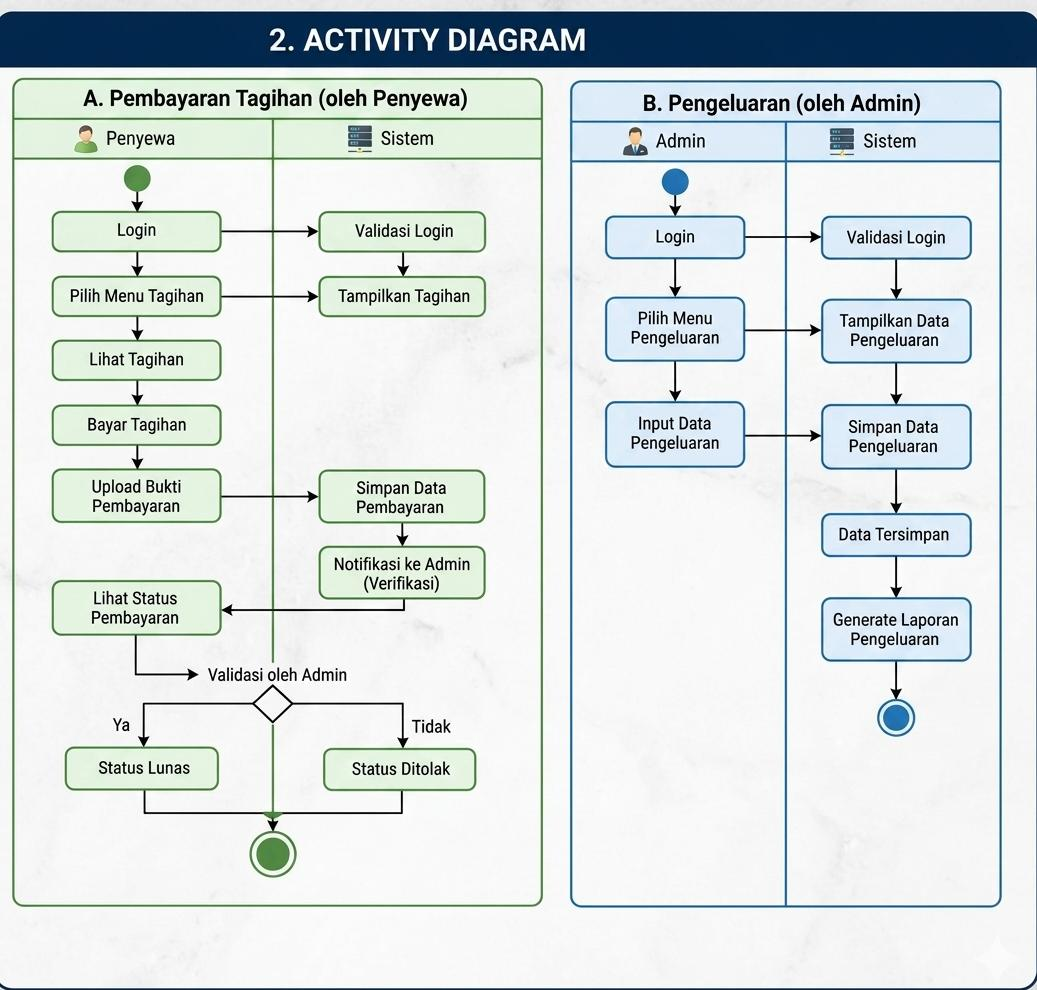 2. ACTIVITY DIAGRAM
A. Pembayaran Tagihan (oleh Penyewa)
Penyewa
Sistem
Login
Validasi Login
Pilih Menu Tagihan
Tampilkan Tagihan
Lihat Tagihan
Bayar Tagihan
Upload Bukti
Pembayaran
Simpan Data
Pembayaran
Notifikasi ke Admin
(Verifikasi)
Lihat Status
Pembayaran
Validasi oleh Admin
Ya
Tidak
Status Lunas
Status Ditolak
B. Pengeluaran (oleh Admin)
Admin
Sistem
Login
Validasi Login
Pilih Menu
Pengeluaran
Tampilkan Data
Pengeluaran
Input Data
Pengeluaran
Simpan Data
Pengeluaran
Data Tersimpan
Generate Laporan
Pengeluaran